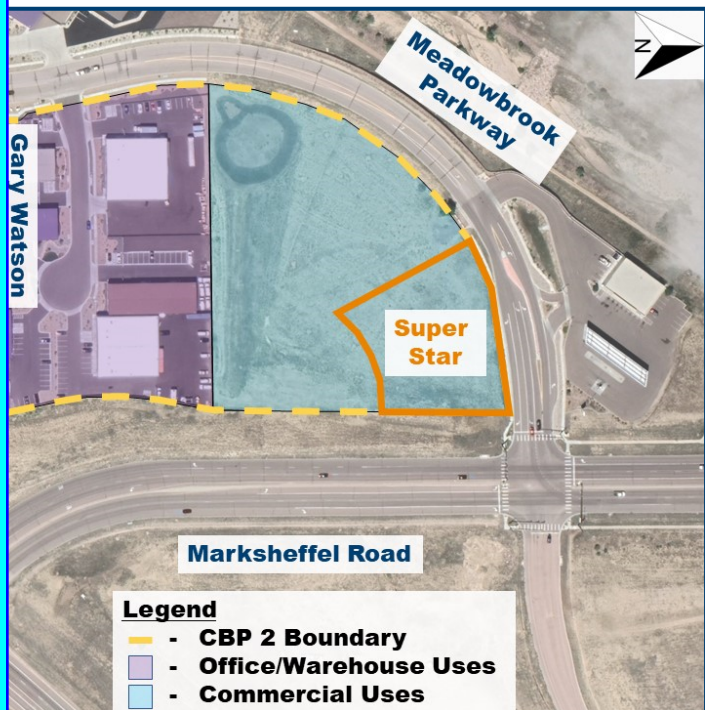 Meadowbrook
Parkway
N
Gary Watson
Super
Star
Marksheffel Road
Legend
- CBP 2 Boundary
- Office/Warehouse Uses
- Commercial Uses